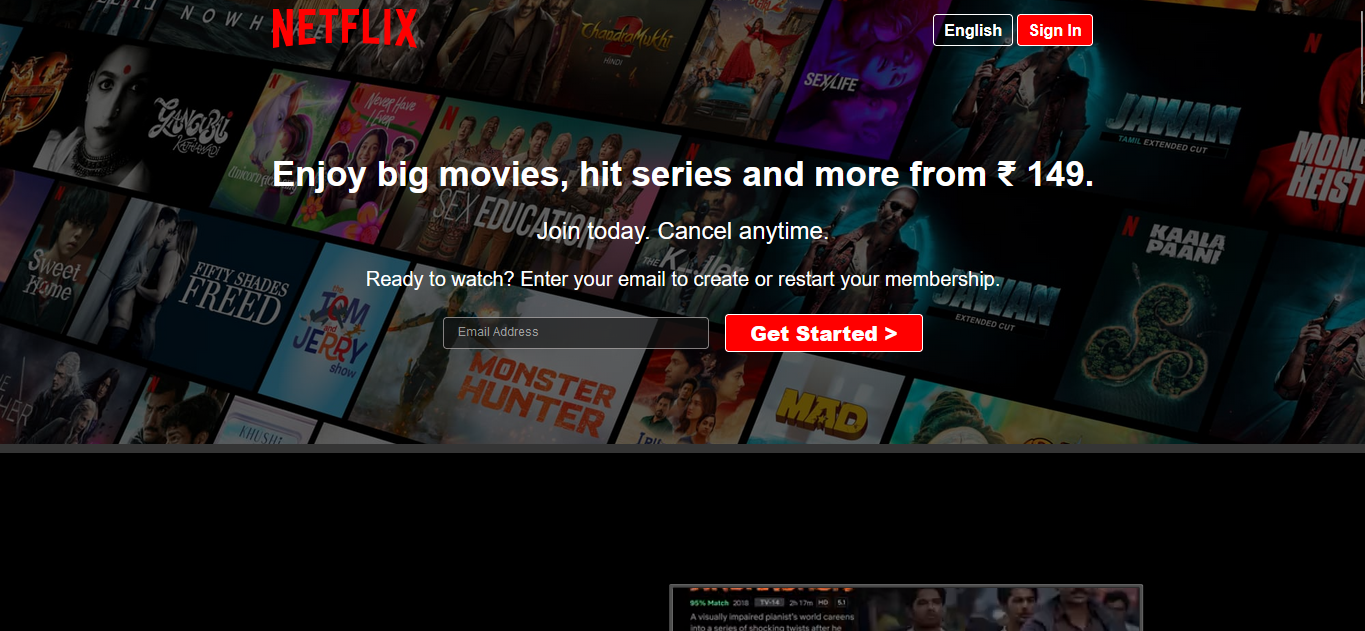 NOWH
NETFLIX
English
Sign In
Chandramukhi
2
HINDI
SEX/LIFE
JAWAN
TAMIL EXTENDED CUT
N
MONE
HEIST
GANGUBAI
KATHIAWADI
N
Never Have
I Ever
N
Enjoy big movies, hit series and more from ₹ 149.
SEX EDUCATION
Join today. Cancel anytime.
N
KAALA
PAANI
Sweet
Home
FIFTY SHADES
FREED
THE
Killer
Ready to watch? Enter your email to create or restart your membership.
JAWAN
EXTENDED CUT
the
TOM
and
JERRY
show
Email Address
Get Started >
MONSTER
HUNTER
MAD
KHUSHI
95% Match 2018 TV-14 2h 17m HD 5.1
A visually impaired pianist's world careens
into a series of shocking twists after he